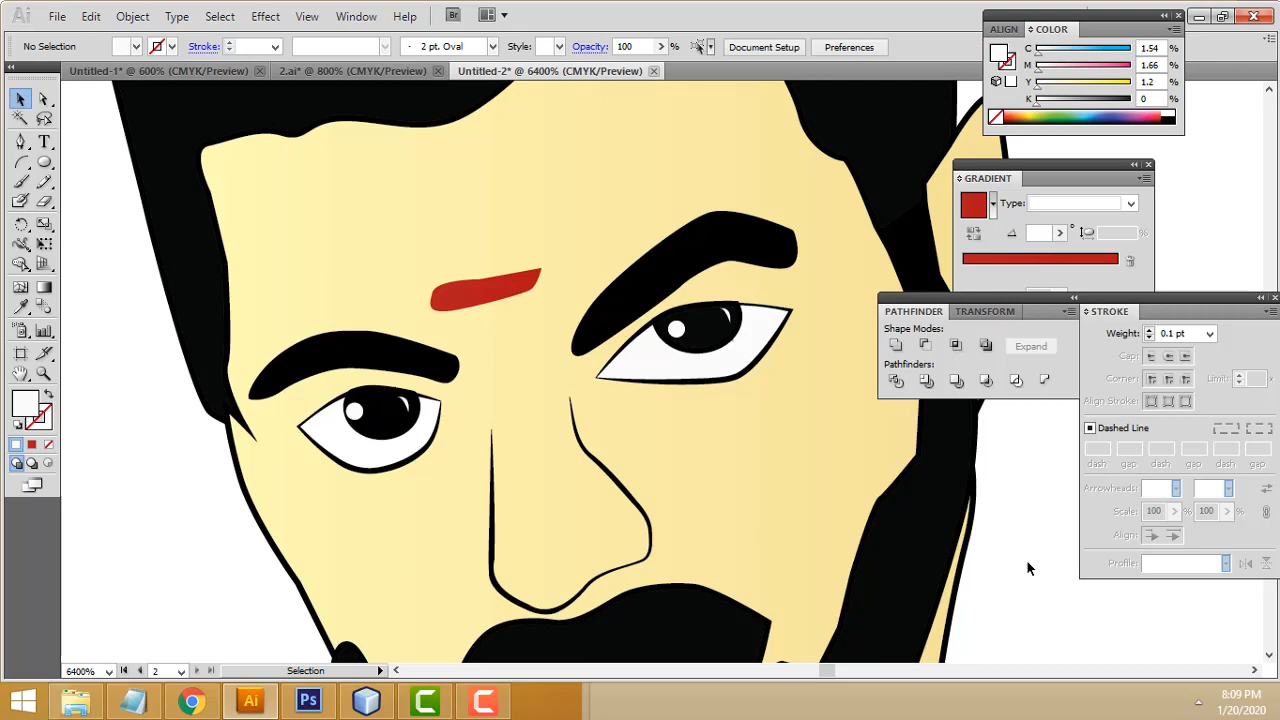 Ai File Edit Object Type Select Effect View Window Help Br
No Selection Stroke: 2 pt. Oval Style: Opacity: 100 % Document Setup Preferences
Untitled-1* @ 600% (CMYK/Preview) 2.ai* @ 800% (CMYK/Preview) Untitled-2* @ 6400% (CMYK/Preview)
ALIGN COLOR
C 1.54 %
M 1.66 %
Y 1.2 %
K 0 %
GRADIENT
Type:
° %
PATHFINDER TRANSFORM
Shape Modes:
Expand
Pathfinders:
STROKE
Weight: 0.1 pt
Cap:
Corner: Limit: x
Align Stroke:
Dashed Line
dash gap dash gap dash gap
Arrowheads:
Scale: 100 % 100 %
Align:
Profile:
6400% 2 Selection
Ai Ps C C
8:09 PM
1/20/2020